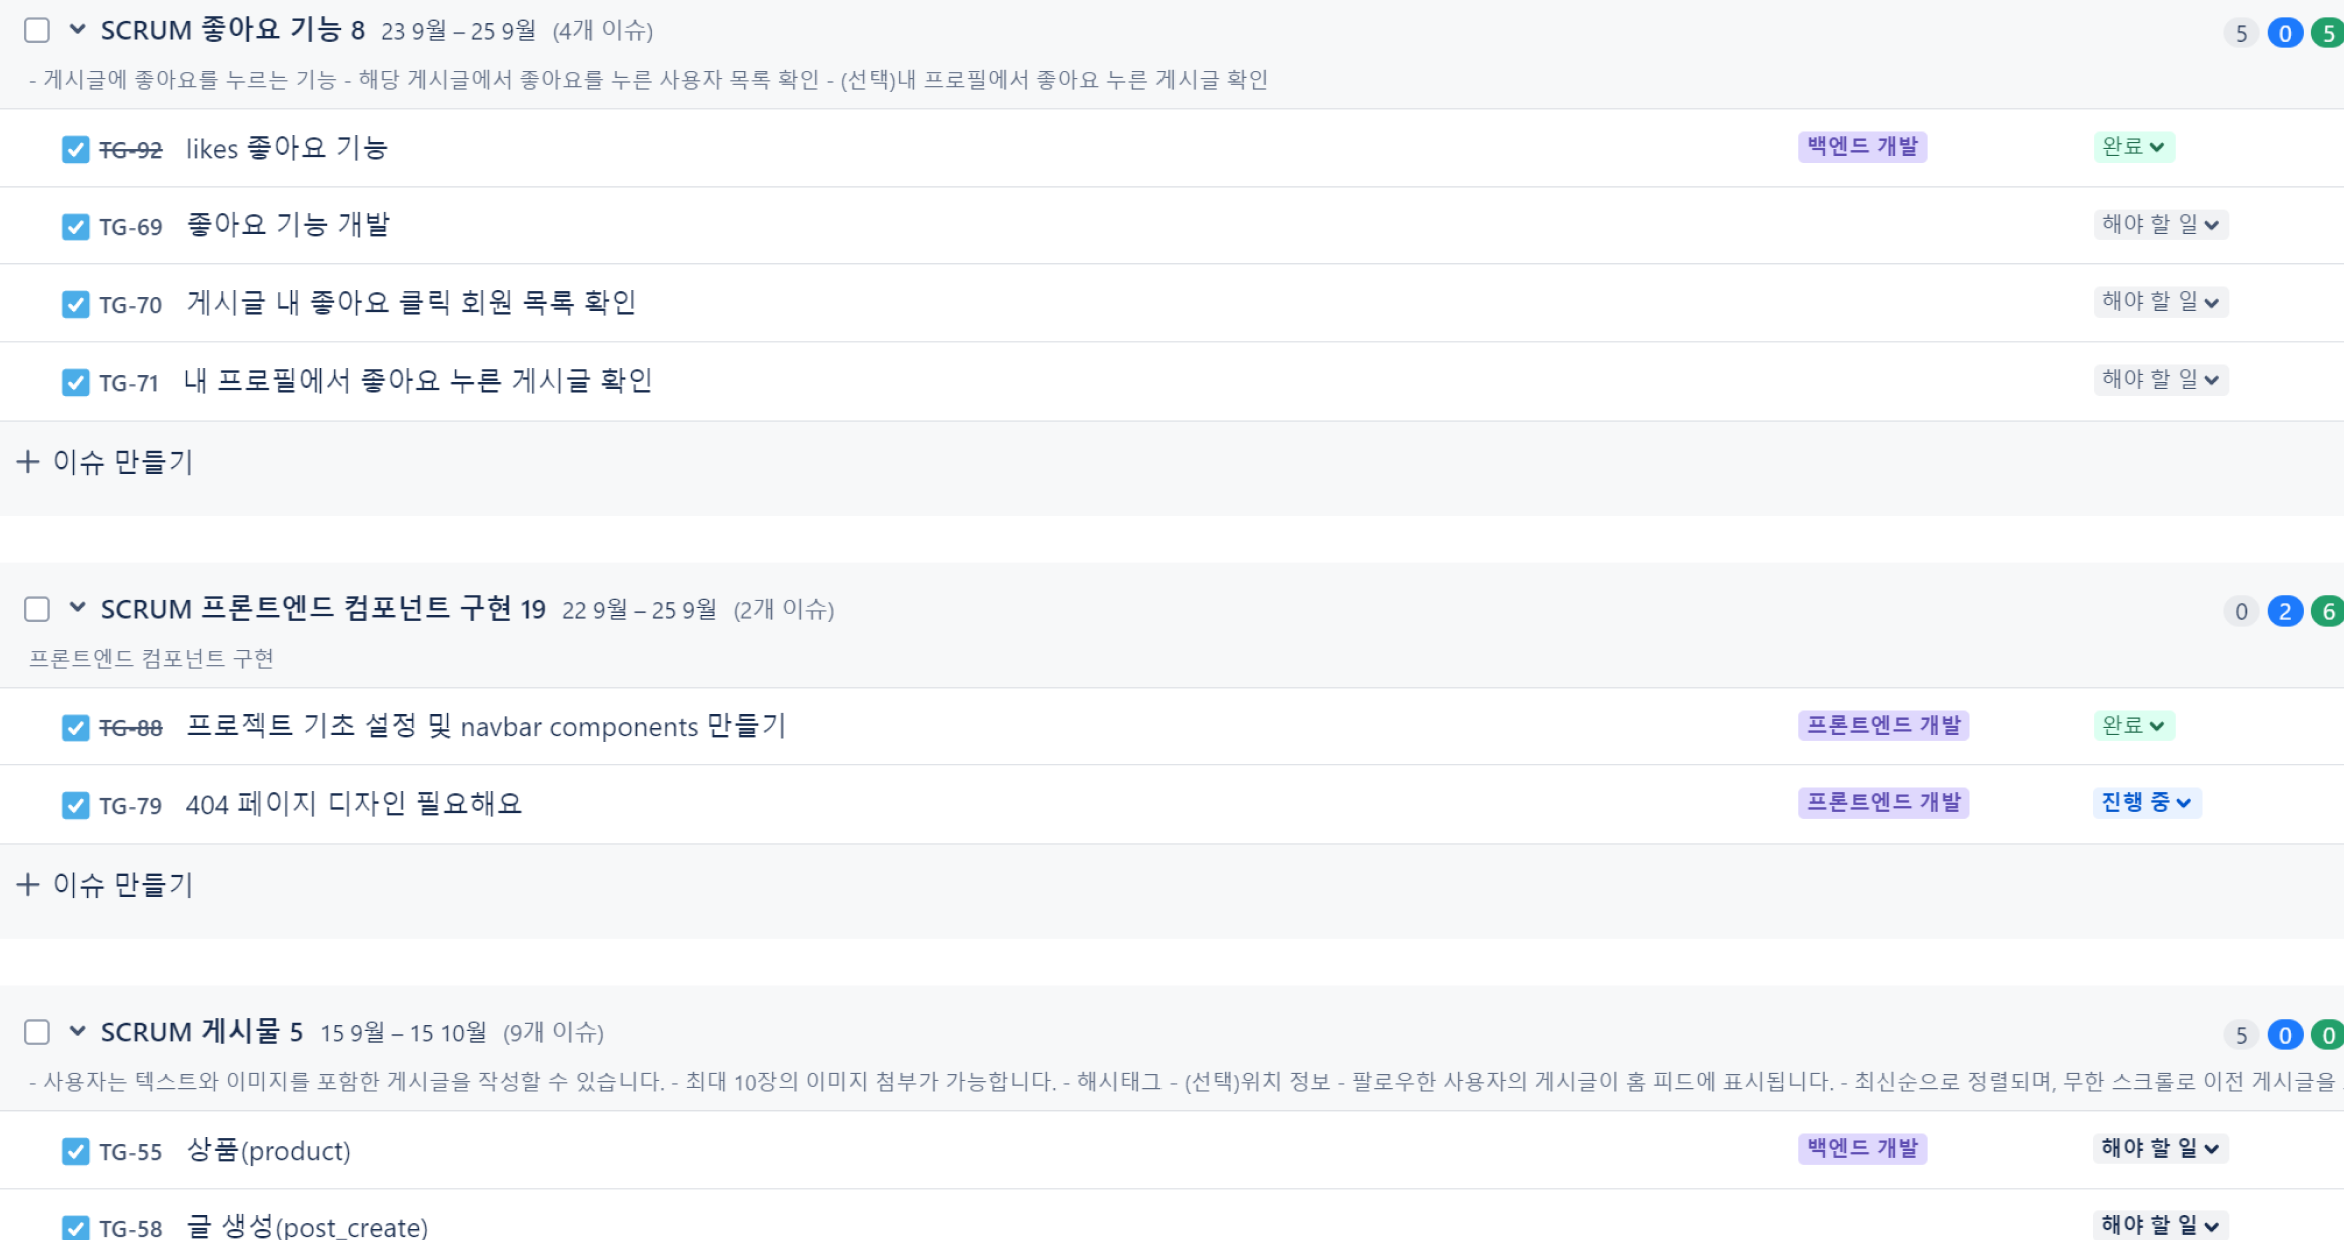 SCRUM 좋아요 기능 8 23 9월 – 25 9월 (4개 이슈) 5 0 5
- 게시글에 좋아요를 누르는 기능 - 해당 게시글에서 좋아요를 누른 사용자 목록 확인 - (선택)내 프로필에서 좋아요 누른 게시글 확인
TG-92 likes 좋아요 기능 백엔드 개발 완료
TG-69 좋아요 기능 개발 해야 할 일
TG-70 게시글 내 좋아요 클릭 회원 목록 확인 해야 할 일
TG-71 내 프로필에서 좋아요 누른 게시글 확인 해야 할 일
+ 이슈 만들기
SCRUM 프론트엔드 컴포넌트 구현 19 22 9월 – 25 9월 (2개 이슈) 0 2 6
프론트엔드 컴포넌트 구현
TG-88 프로젝트 기초 설정 및 navbar components 만들기 프론트엔드 개발 완료
TG-79 404 페이지 디자인 필요해요 프론트엔드 개발 진행 중
+ 이슈 만들기
SCRUM 게시물 5 15 9월 – 15 10월 (9개 이슈) 5 0 0
- 사용자는 텍스트와 이미지를 포함한 게시글을 작성할 수 있습니다. - 최대 10장의 이미지 첨부가 가능합니다. - 해시태그 - (선택)위치 정보 - 팔로우한 사용자의 게시글이 홈 피드에 표시됩니다. - 최신순으로 정렬되며, 무한 스크롤로 이전 게시글을
TG-55 상품(product) 백엔드 개발 해야 할 일
TG-58 글 생성(post_create) 해야 할 일